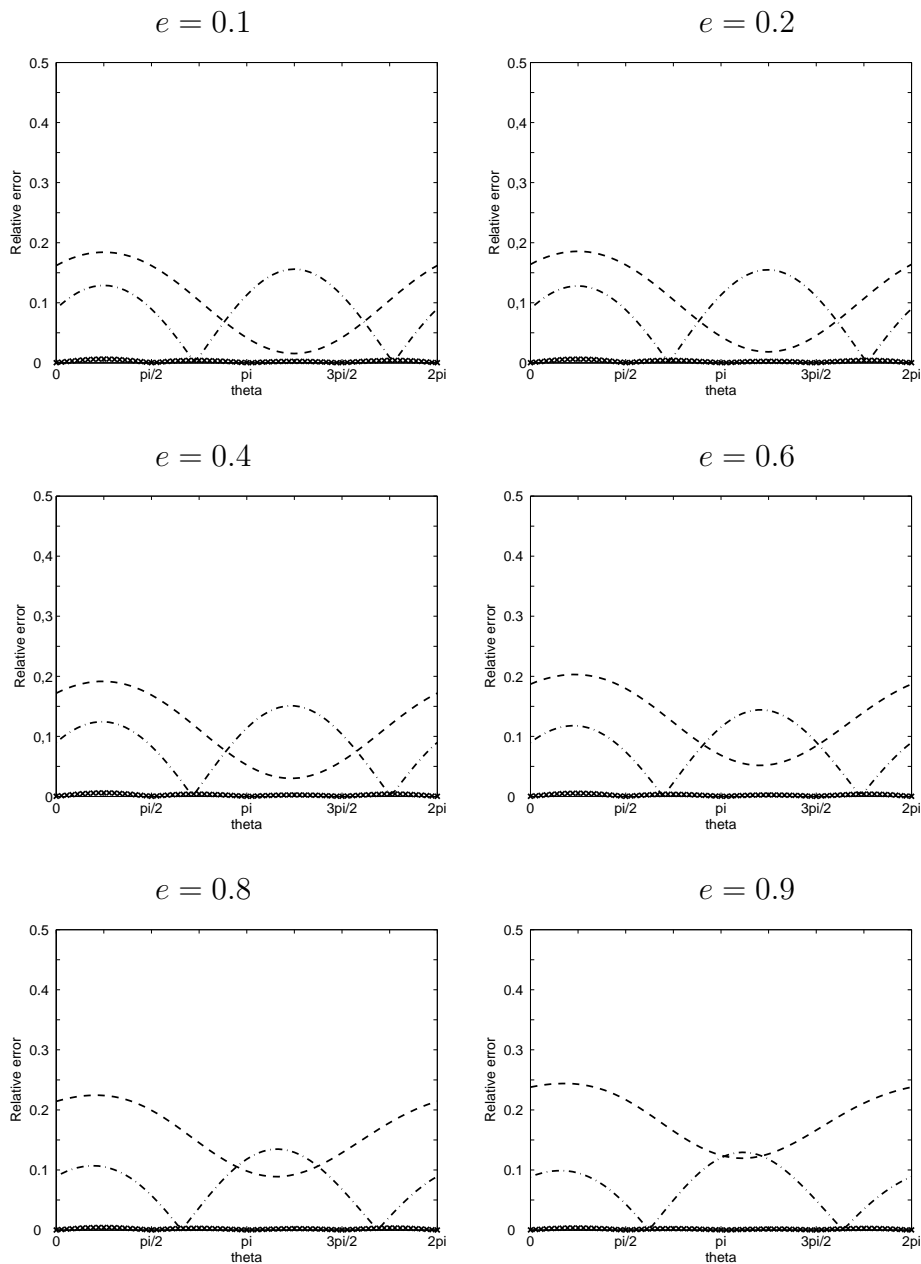 e = 0.1
0.5
0.4
0.3
0.2
0.1
0
Relative error
0 pi/2 pi 3pi/2 2pi
theta
e = 0.2
0.5
0.4
0.3
0,2
0.1
0
Relative error
0 pi/2 pi 3pi/2 2pi
theta
e = 0.4
0.5
0,4
0.3
0,2
0,1
0
Relative error
0 pi/2 pi 3pi/2 2pi
theta
e = 0.6
0.5
0,4
0.3
0,2
0,1
0
Relative error
0 pi/2 pi 3pi/2 2pi
theta
e = 0.8
0.5
0.4
0.3
0.2
0.1
0
Relative error
0 pi/2 pi 3pi/2 2pi
theta
e = 0.9
0.5
0.4
0.3
0.2
0.1
0
Relative error
0 pi/2 pi 3pi/2 2pi
theta